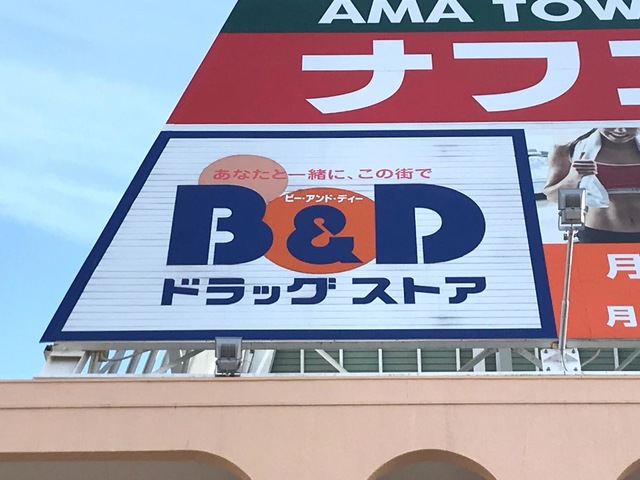 AMA TOW
ナフコ
あなたと一緒に、この街で
ビー・アンド・ディー
B&D
ドラッグストア
月
月